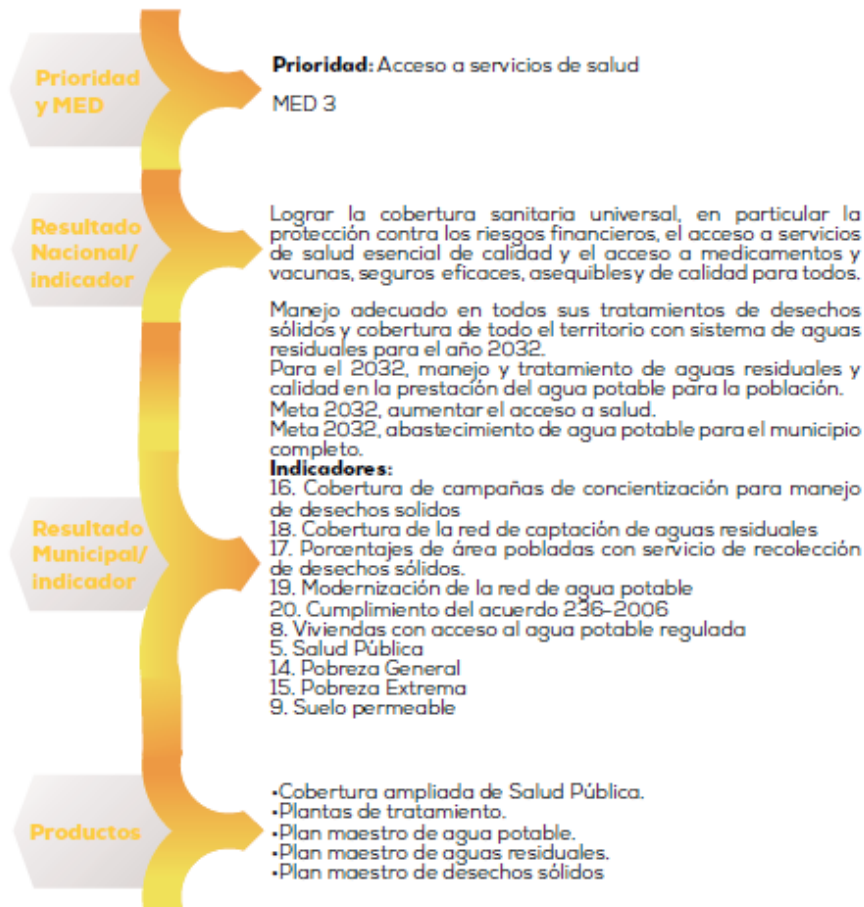 Prioridad
y MED
Prioridad: Acceso a servicios de salud
MED 3
Resultado
Nacional/
indicador
Lograr la cobertura sanitaria universal, en particular la
protección contra los riesgos financieros, el acceso a servicios
de salud esencial de calidad y el acceso a medicamentos y
vacunas, seguros eficaces, asequibles y de calidad para todos.
Resultado
Municipal/
indicador
Manejo adecuado en todos sus tratamientos de desechos
sólidos y cobertura de todo el territorio con sistema de aguas
residuales para el año 2032.
Para el 2032, manejo y tratamiento de aguas residuales y
calidad en la prestación del agua potable para la población.
Meta 2032, aumentar el acceso a salud.
Meta 2032, abastecimiento de agua potable para el municipio
completo.
Indicadores:
16. Cobertura de campañas de concientización para manejo
de desechos solidos
18. Cobertura de la red de captación de aguas residuales
17. Porcentajes de área pobladas con servicio de recolección
de desechos sólidos.
19. Modernización de la red de agua potable
20. Cumplimiento del acuerdo 236-2006
8. Viviendas con acceso al agua potable regulada
5. Salud Pública
14. Pobreza General
15. Pobreza Extrema
9. Suelo permeable
Productos
•Cobertura ampliada de Salud Pública.
•Plantas de tratamiento.
•Plan maestro de agua potable.
•Plan maestro de aguas residuales.
•Plan maestro de desechos sólidos